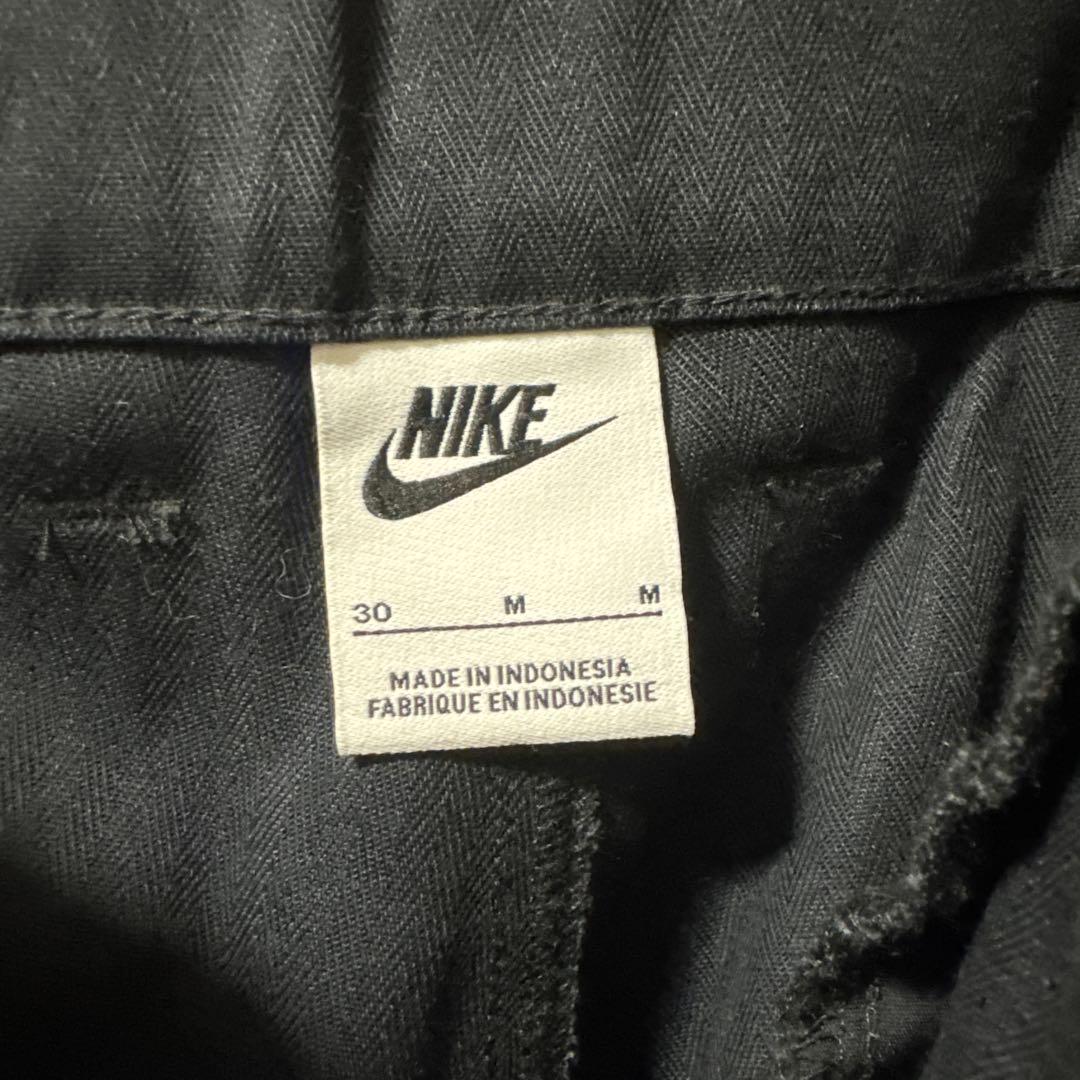 NIKE
30 M M
MADE IN INDONESIA
FABRIQUE EN INDONESIE